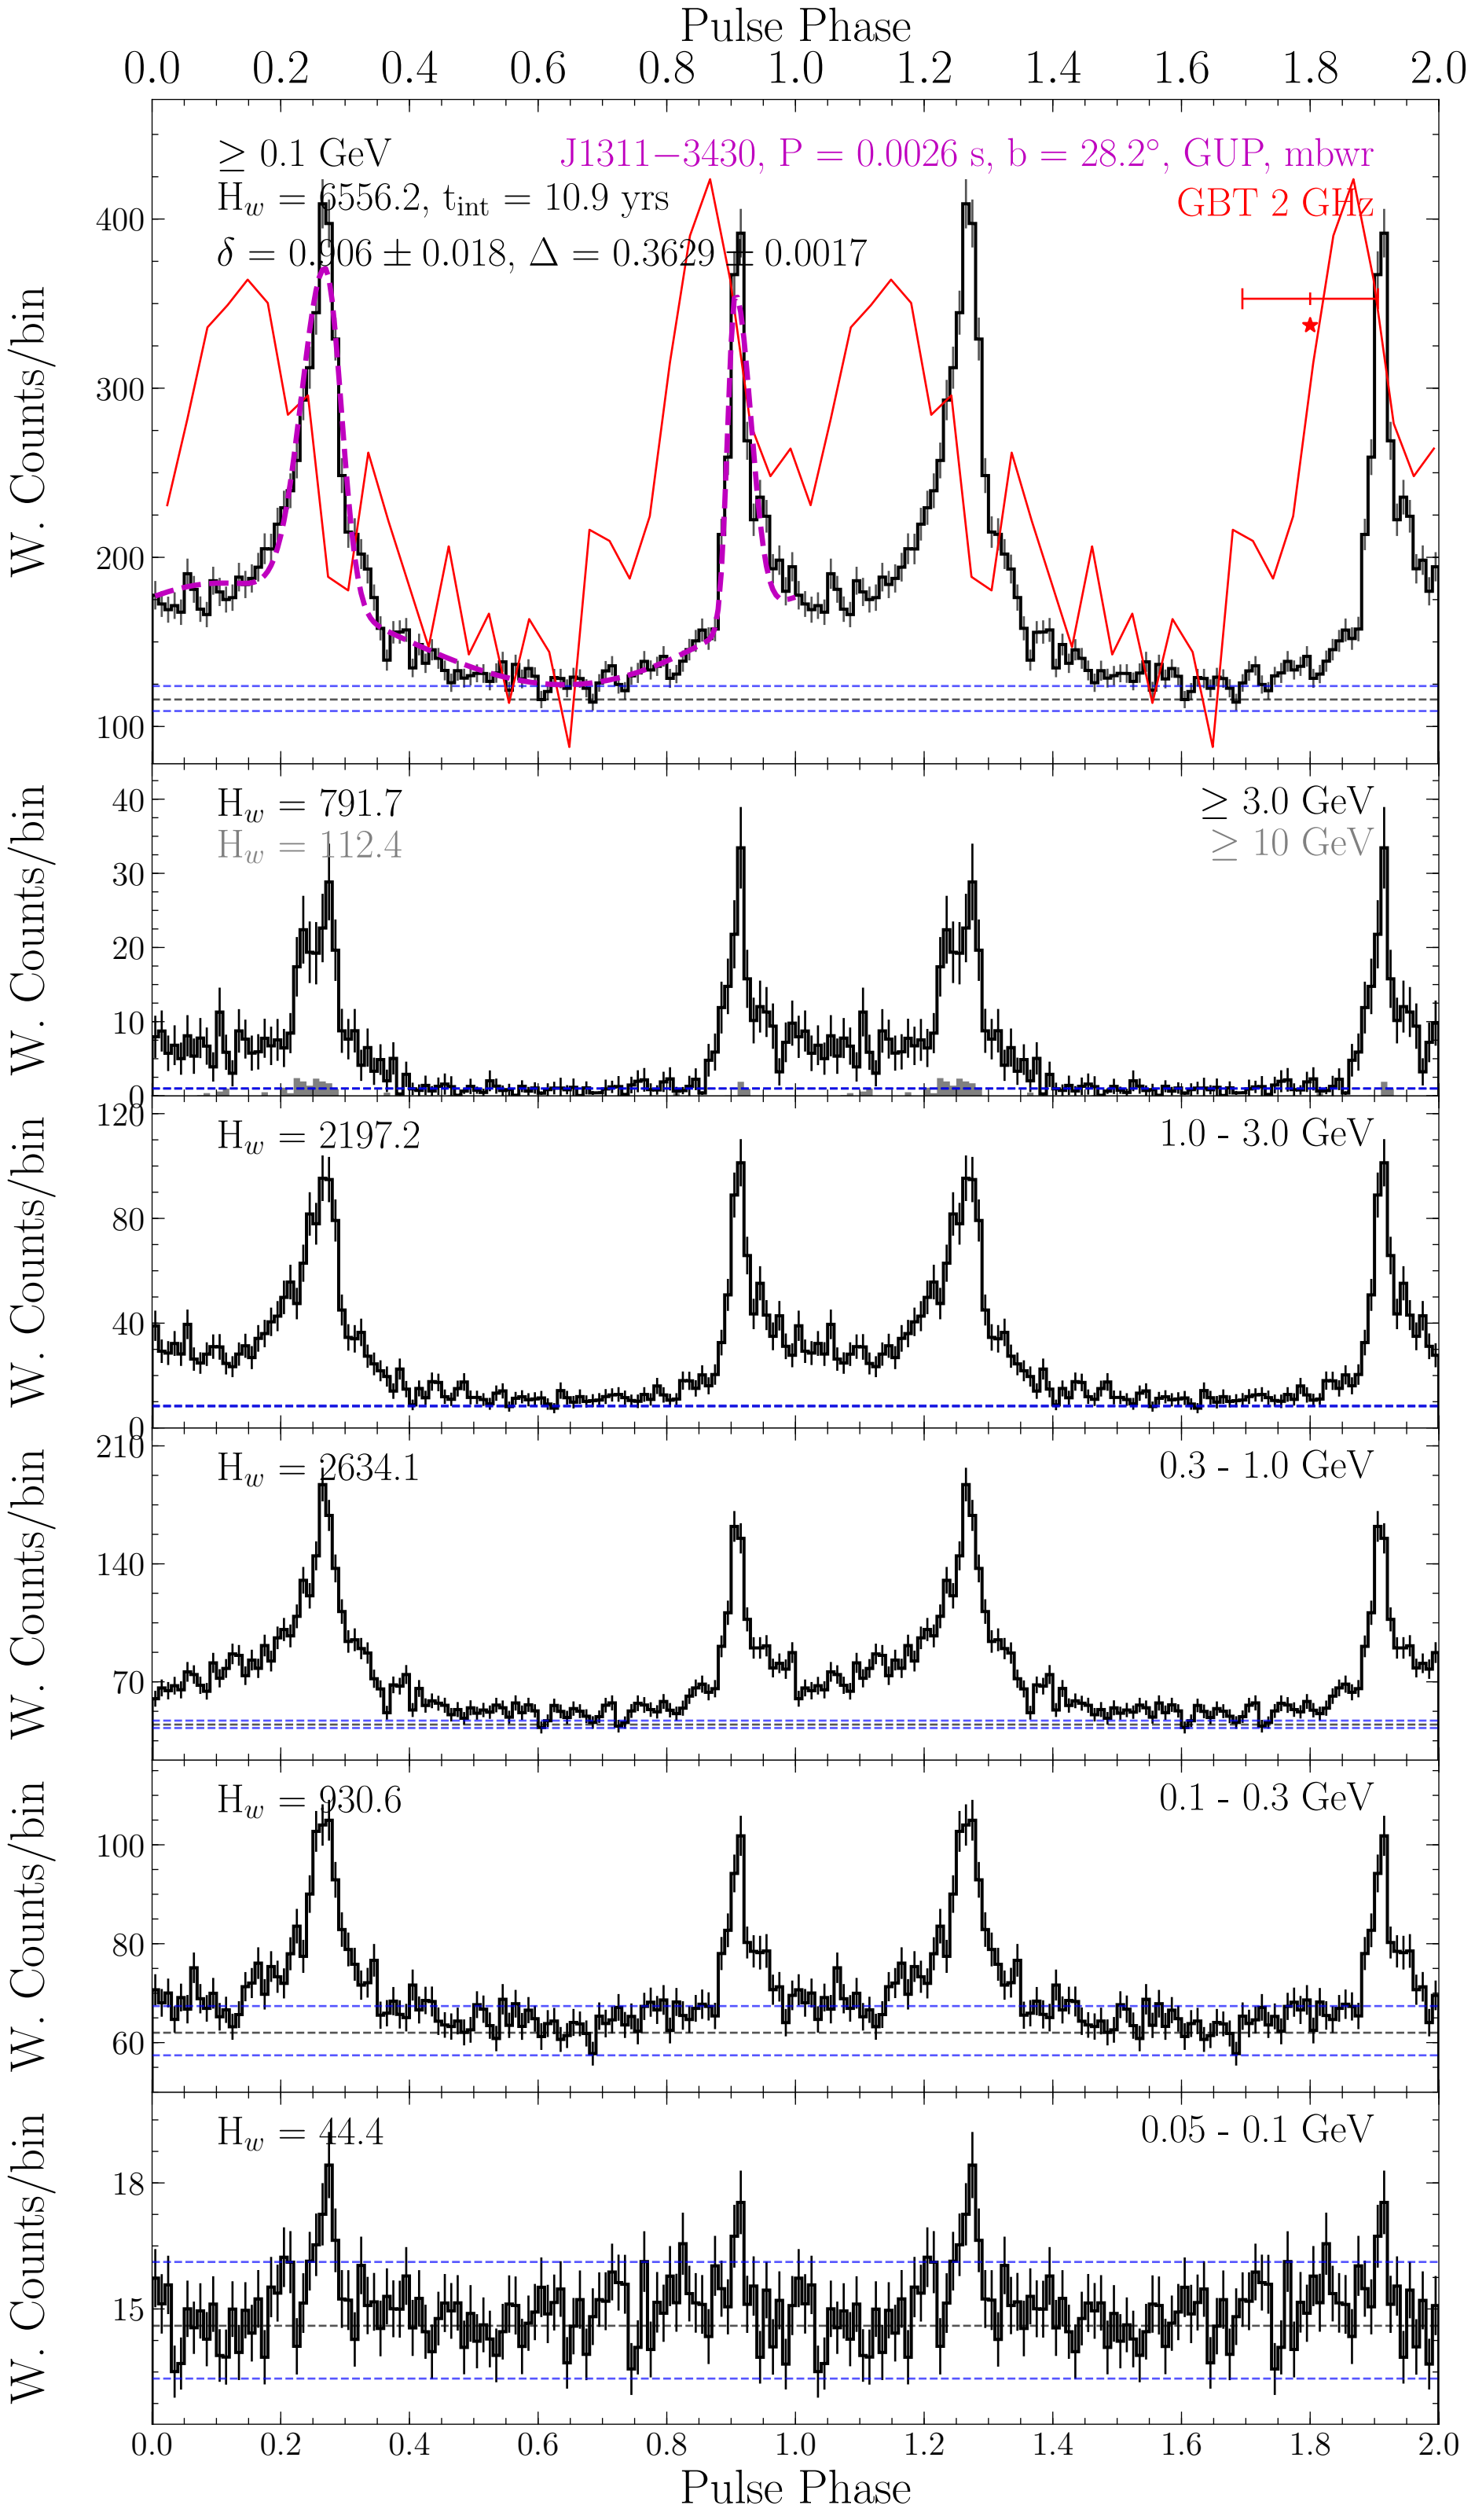 Pulse Phase
0.0 0.2 0.4 0.6 0.8 1.0 1.2 1.4 1.6 1.8 2.0
≥ 0.1 GeV
J1311−3430, P = 0.0026 s, b = 28.2°, GUP, mbwr
H_w = 6556.2, t_int = 10.9 yrs
GBT 2 GHz
δ = 0.906 ± 0.018, Δ = 0.3629 ± 0.0017
W. Counts/bin
400
300
200
100
H_w = 791.7
≥ 3.0 GeV
H_w = 112.4
≥ 10 GeV
W. Counts/bin
40
30
20
10
0
H_w = 2197.2
1.0 - 3.0 GeV
W. Counts/bin
120
80
40
0
H_w = 2634.1
0.3 - 1.0 GeV
W. Counts/bin
210
140
70
H_w = 930.6
0.1 - 0.3 GeV
W. Counts/bin
100
80
60
H_w = 44.4
0.05 - 0.1 GeV
W. Counts/bin
18
15
0.0 0.2 0.4 0.6 0.8 1.0 1.2 1.4 1.6 1.8 2.0
Pulse Phase